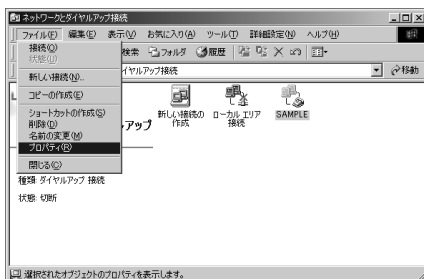 ネットワークとダイヤルアップ接続
ファイル(F) 編集(E) 表示(V) お気に入り(A) ツール(T) 詳細設定(N) ヘルプ(H)
接続(O)
状態(U)
新しい接続(N)...
コピーの作成(E)
ショートカットの作成(S)
削除(D)
名前の変更(M)
プロパティ(R)
閉じる(C)
検索 フォルダ 履歴
イヤルアップ接続
移動
アップ
新しい接続の作成
ローカル エリア接続
SAMPLE
種類: ダイヤルアップ 接続
状態: 切断
選択されたオブジェクトのプロパティを表示します。